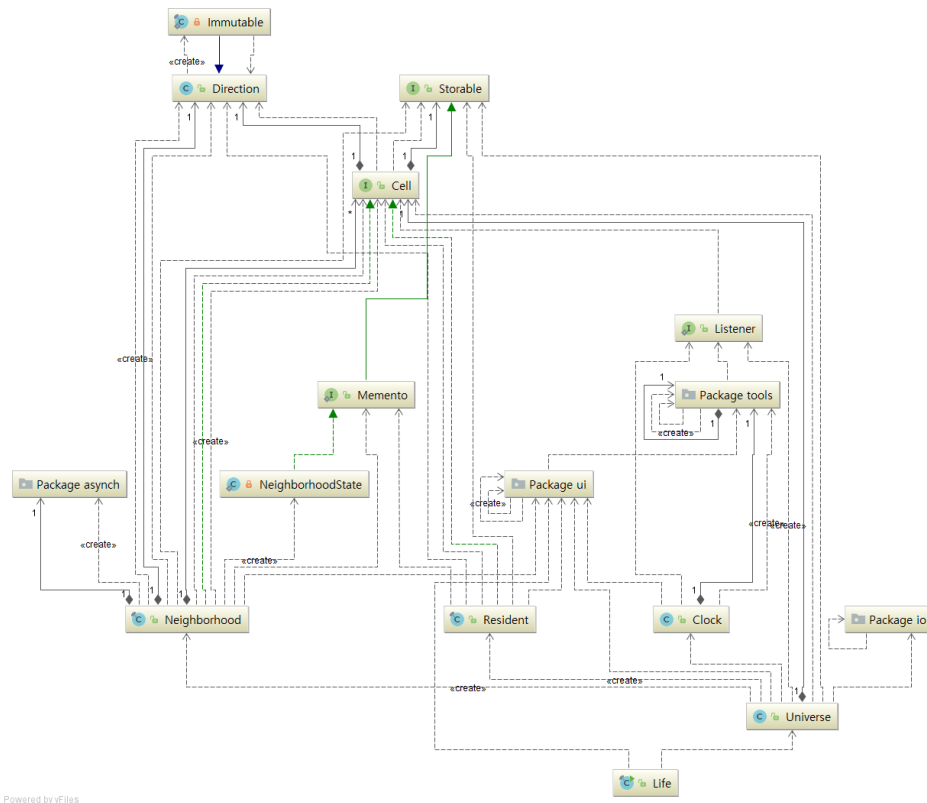 Immutable
«create»
Direction
Storable
1
1
1
1
1
Cell
*
1
Listener
«create»
Memento
1
Package tools
1
1
«create»
«create»
Package asynch
NeighborhoodState
Package ui
1
«create»
«create»
«create»
«create»
«create»
1
1
1
1
Neighborhood
Resident
Clock
Package io
«create»
«create»
1
Universe
Life
Powered by yFiles